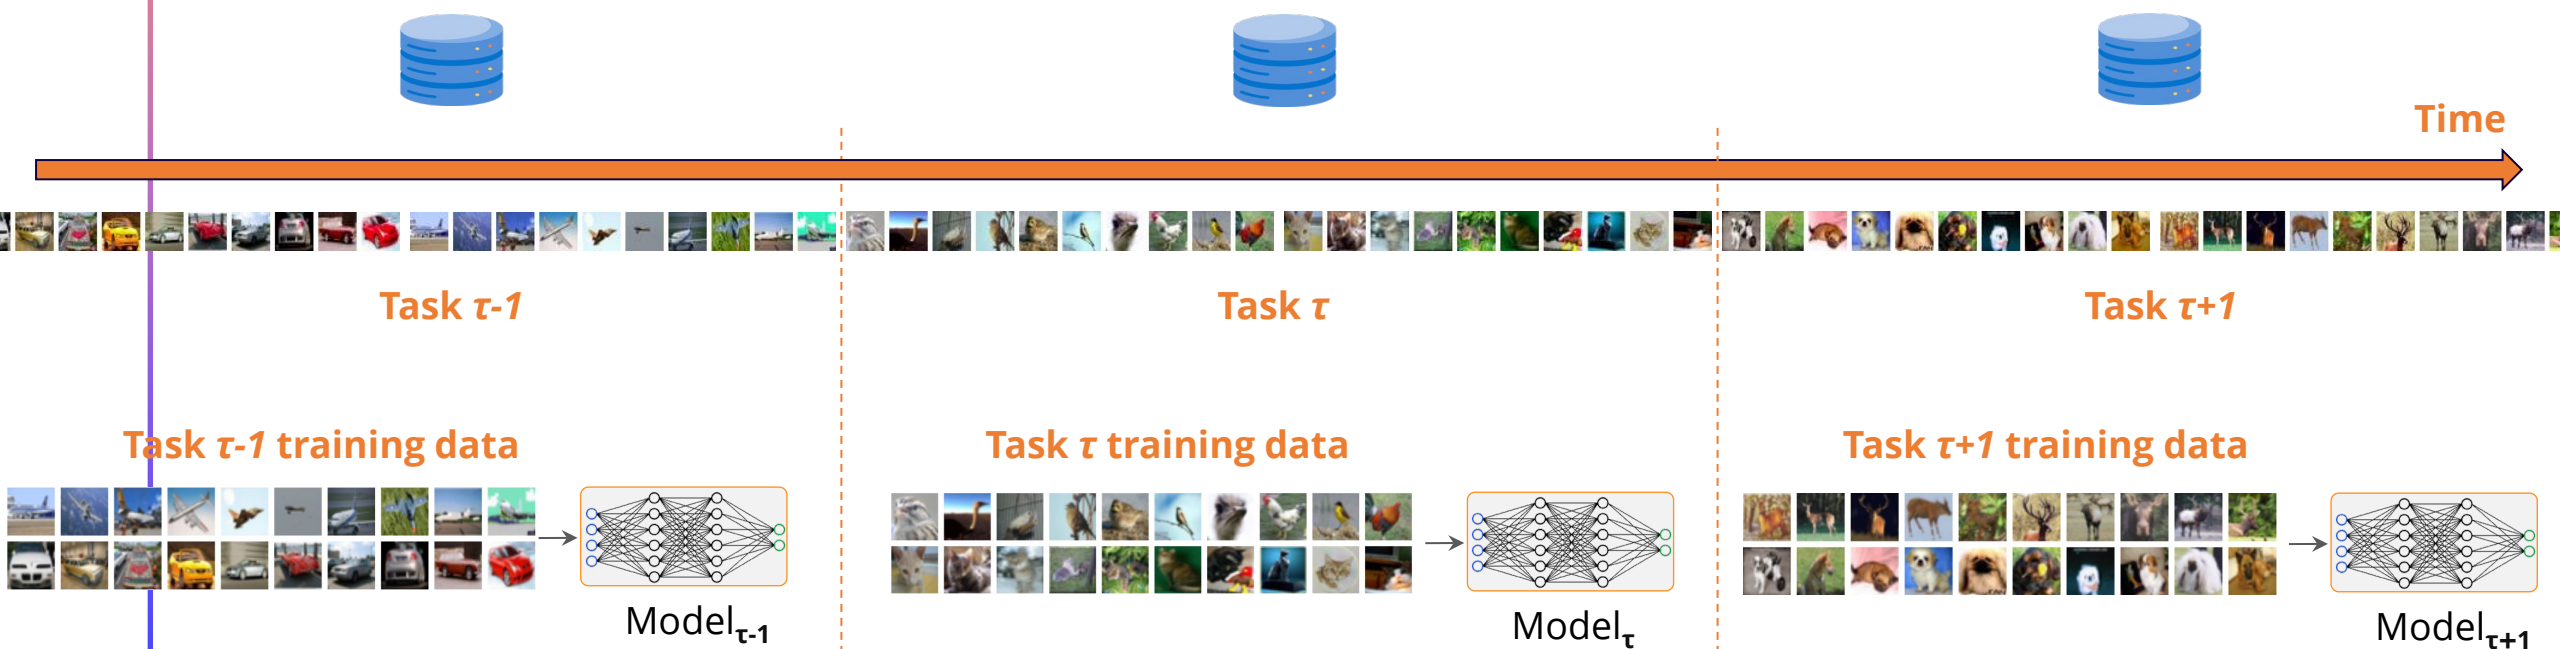 Time
Task τ-1
Task τ
Task τ+1
Task τ-1 training data
Task τ training data
Task τ+1 training data
Modelτ-1
Modelτ
Modelτ+1